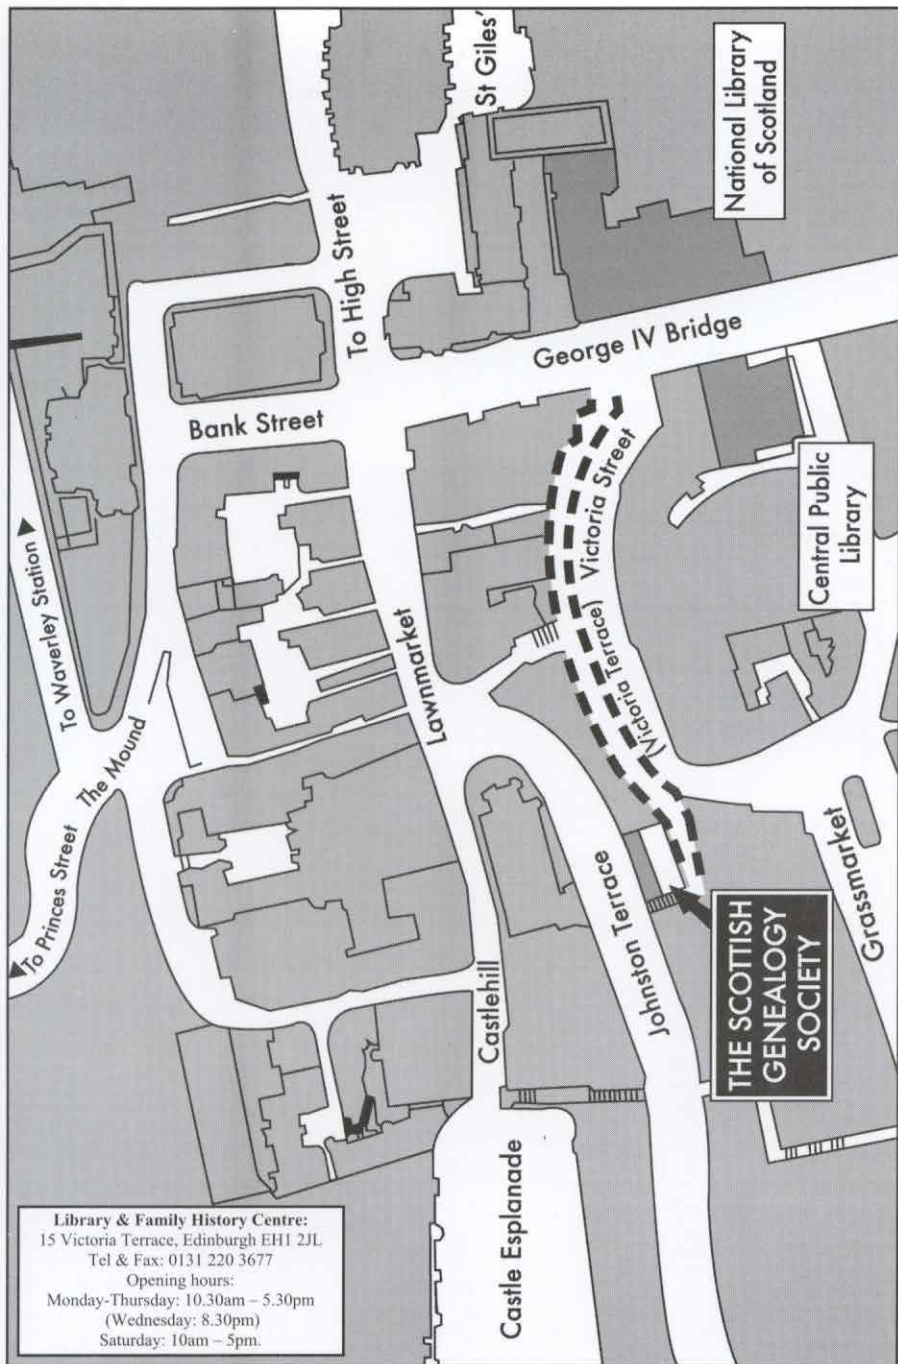 St Giles'
National Library
of Scotland
To High Street
George IV Bridge
Bank Street
Victoria Street
(Victoria Terrace)
Central Public
Library
To Waverley Station
Lawnmarket
The Mound
To Princes Street
Johnston Terrace
Grassmarket
THE SCOTTISH
GENEALOGY
SOCIETY
Castlehill
Castle Esplanade
Library & Family History Centre:
15 Victoria Terrace, Edinburgh EH1 2JL
Tel & Fax: 0131 220 3677
Opening hours:
Monday-Thursday: 10.30am – 5.30pm
(Wednesday: 8.30pm)
Saturday: 10am – 5pm.